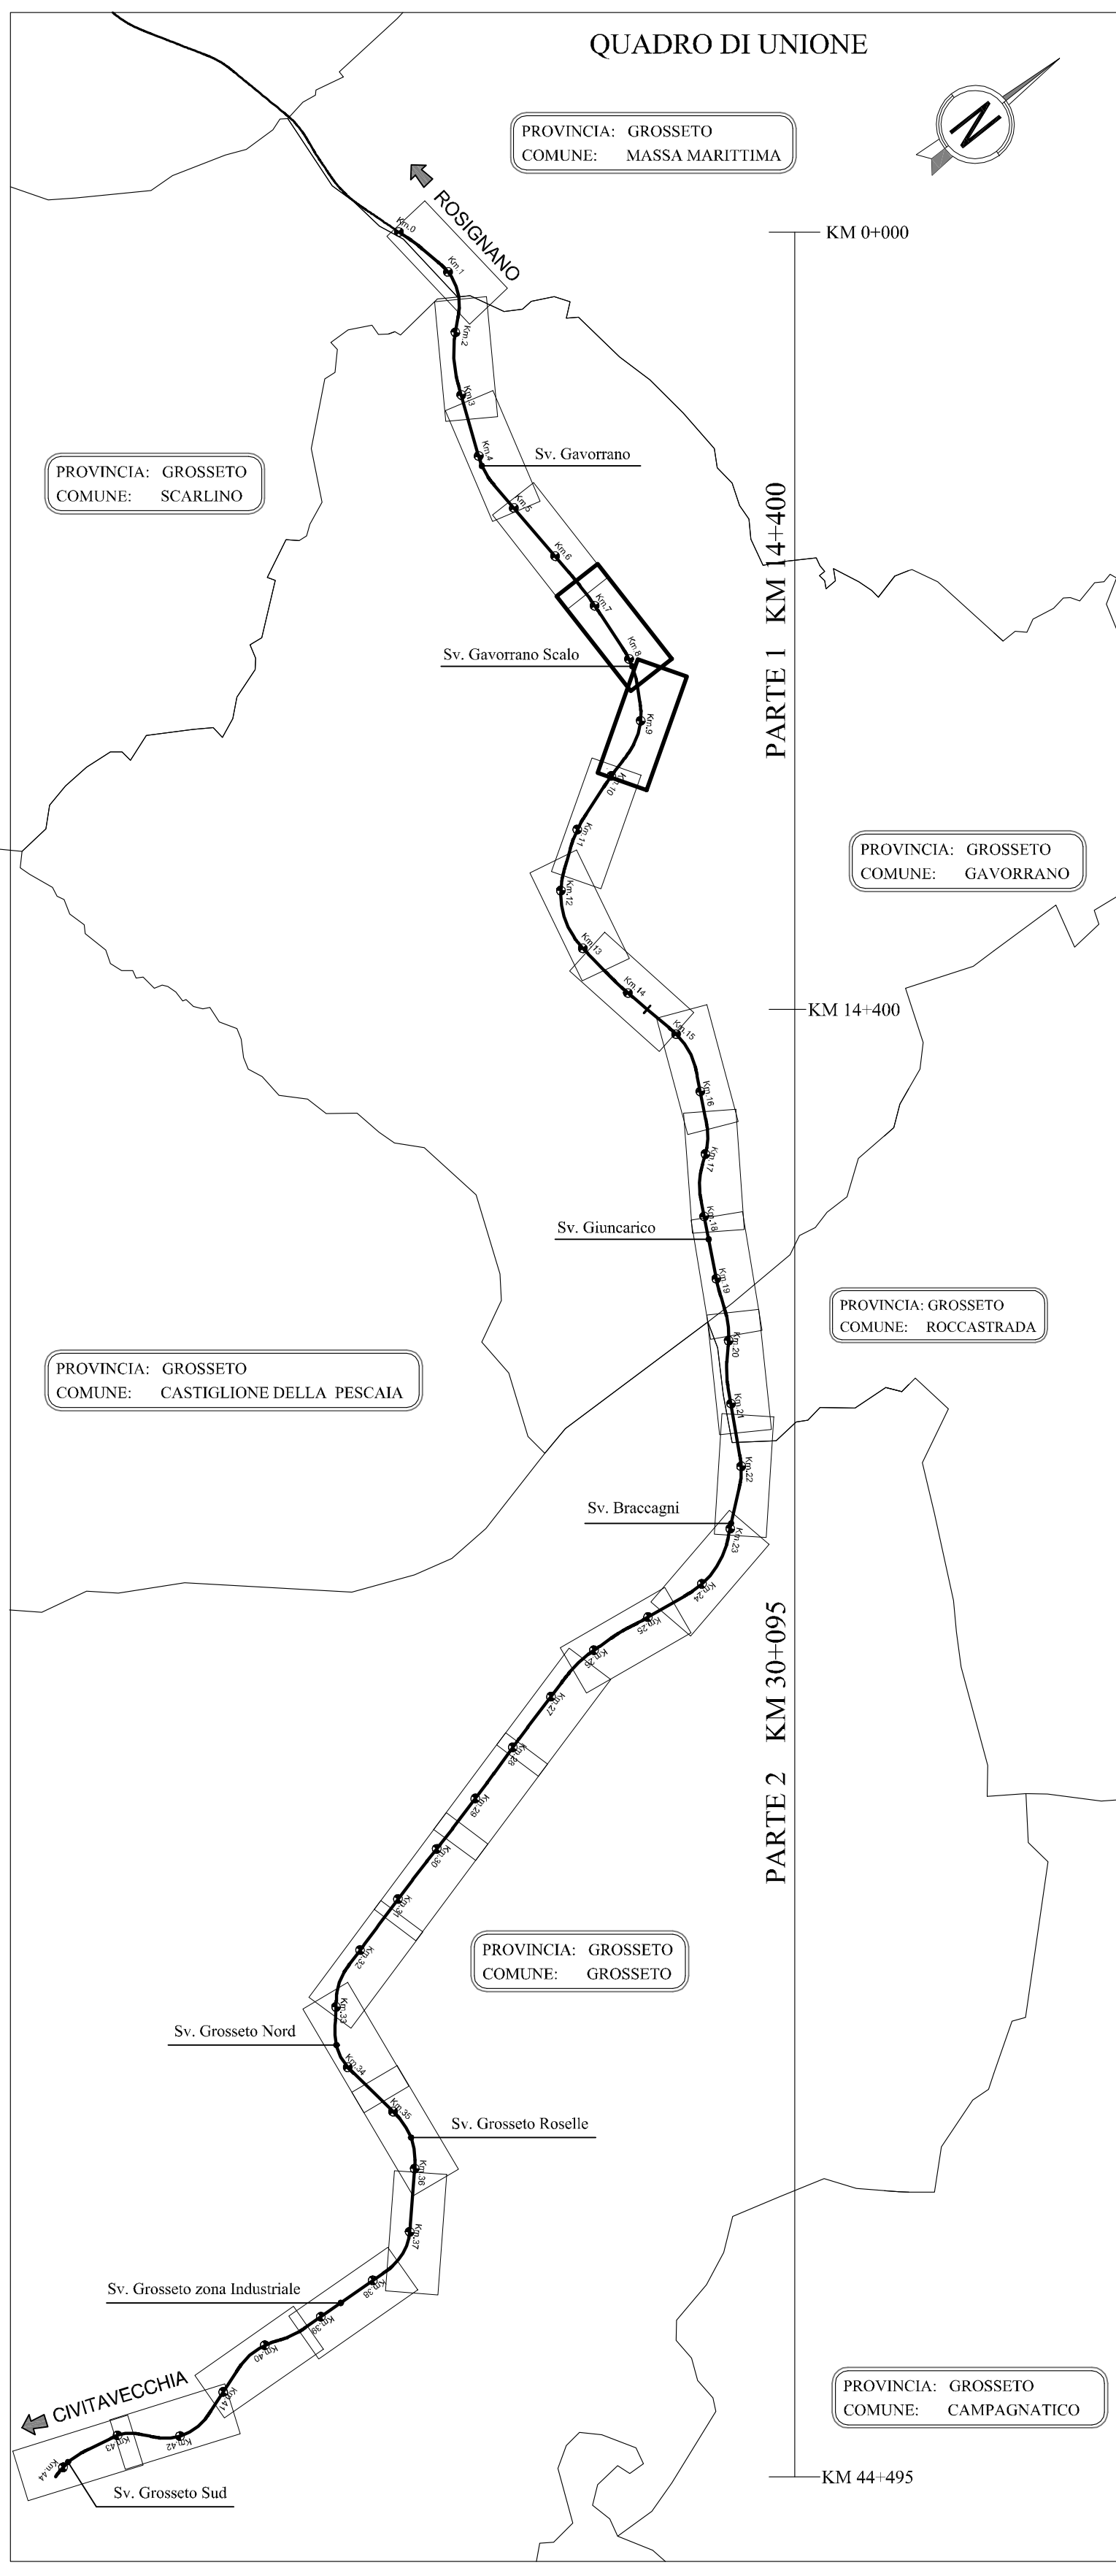 QUADRO DI UNIONE
N
PROVINCIA: GROSSETO
COMUNE: MASSA MARITTIMA
ROSIGNANO
Km.0
KM 0+000
Km.1
Km.2
Km.3
Km.4
Sv. Gavorrano
PROVINCIA: GROSSETO
COMUNE: SCARLINO
Km.5
Km.6
PARTE 1 KM 14+400
Km.7
Km.8
Sv. Gavorrano Scalo
Km.9
Km.10
Km.11
PROVINCIA: GROSSETO
COMUNE: GAVORRANO
Km.12
Km.13
Km.14
KM 14+400
Km.15
Km.16
Km.17
Km.18
Sv. Giuncarico
Km.19
PROVINCIA: GROSSETO
COMUNE: ROCCASTRADA
Km.20
PROVINCIA: GROSSETO
COMUNE: CASTIGLIONE DELLA PESCAIA
Km.21
Km.22
Sv. Braccagni
Km.23
Km.24
Km.25
PARTE 2 KM 30+095
Km.26
Km.27
Km.28
Km.29
Km.30
Km.31
Km.32
PROVINCIA: GROSSETO
COMUNE: GROSSETO
Km.33
Sv. Grosseto Nord
Km.34
Km.35
Sv. Grosseto Roselle
Km.36
Km.37
Km.38
Sv. Grosseto zona Industriale
Km.39
Km.40
Km.41
CIVITAVECCHIA
PROVINCIA: GROSSETO
COMUNE: CAMPAGNATICO
Km.42
Km.43
Km.44
KM 44+495
Sv. Grosseto Sud